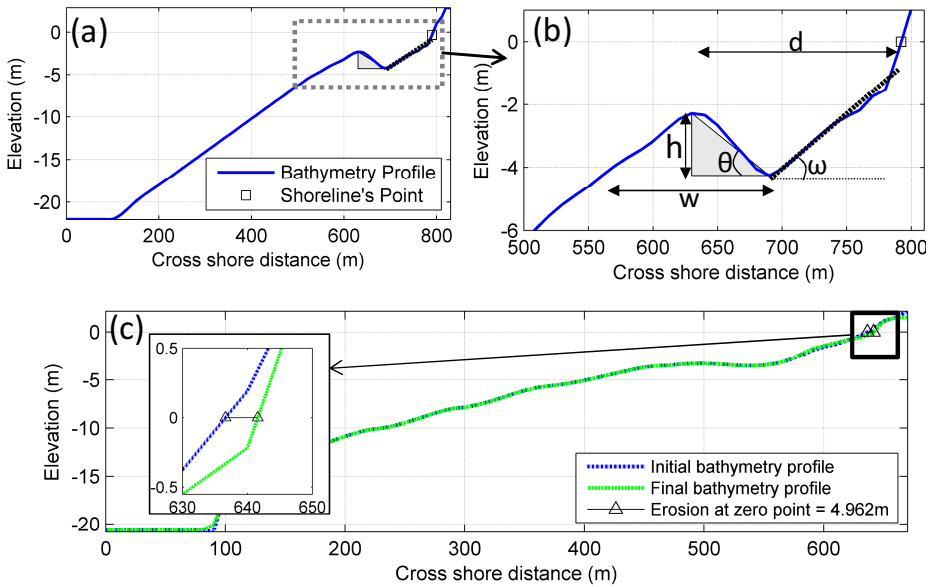 (a)
0
-5
-10
-15
-20
Elevation (m)
Bathymetry Profile
Shoreline's Point
0 200 400 600 800
Cross shore distance (m)
(b)
0
-2
-4
-6
Elevation (m)
d
h
θ
ω
w
500 550 600 650 700 750 800
Cross shore distance (m)
(c)
0
-5
-10
-15
-20
Elevation (m)
0.5
0
-0.5
630 640 650
Initial bathymetry profile
Final bathymetry profile
Erosion at zero point = 4.962m
0 100 200 300 400 500 600
Cross shore distance (m)